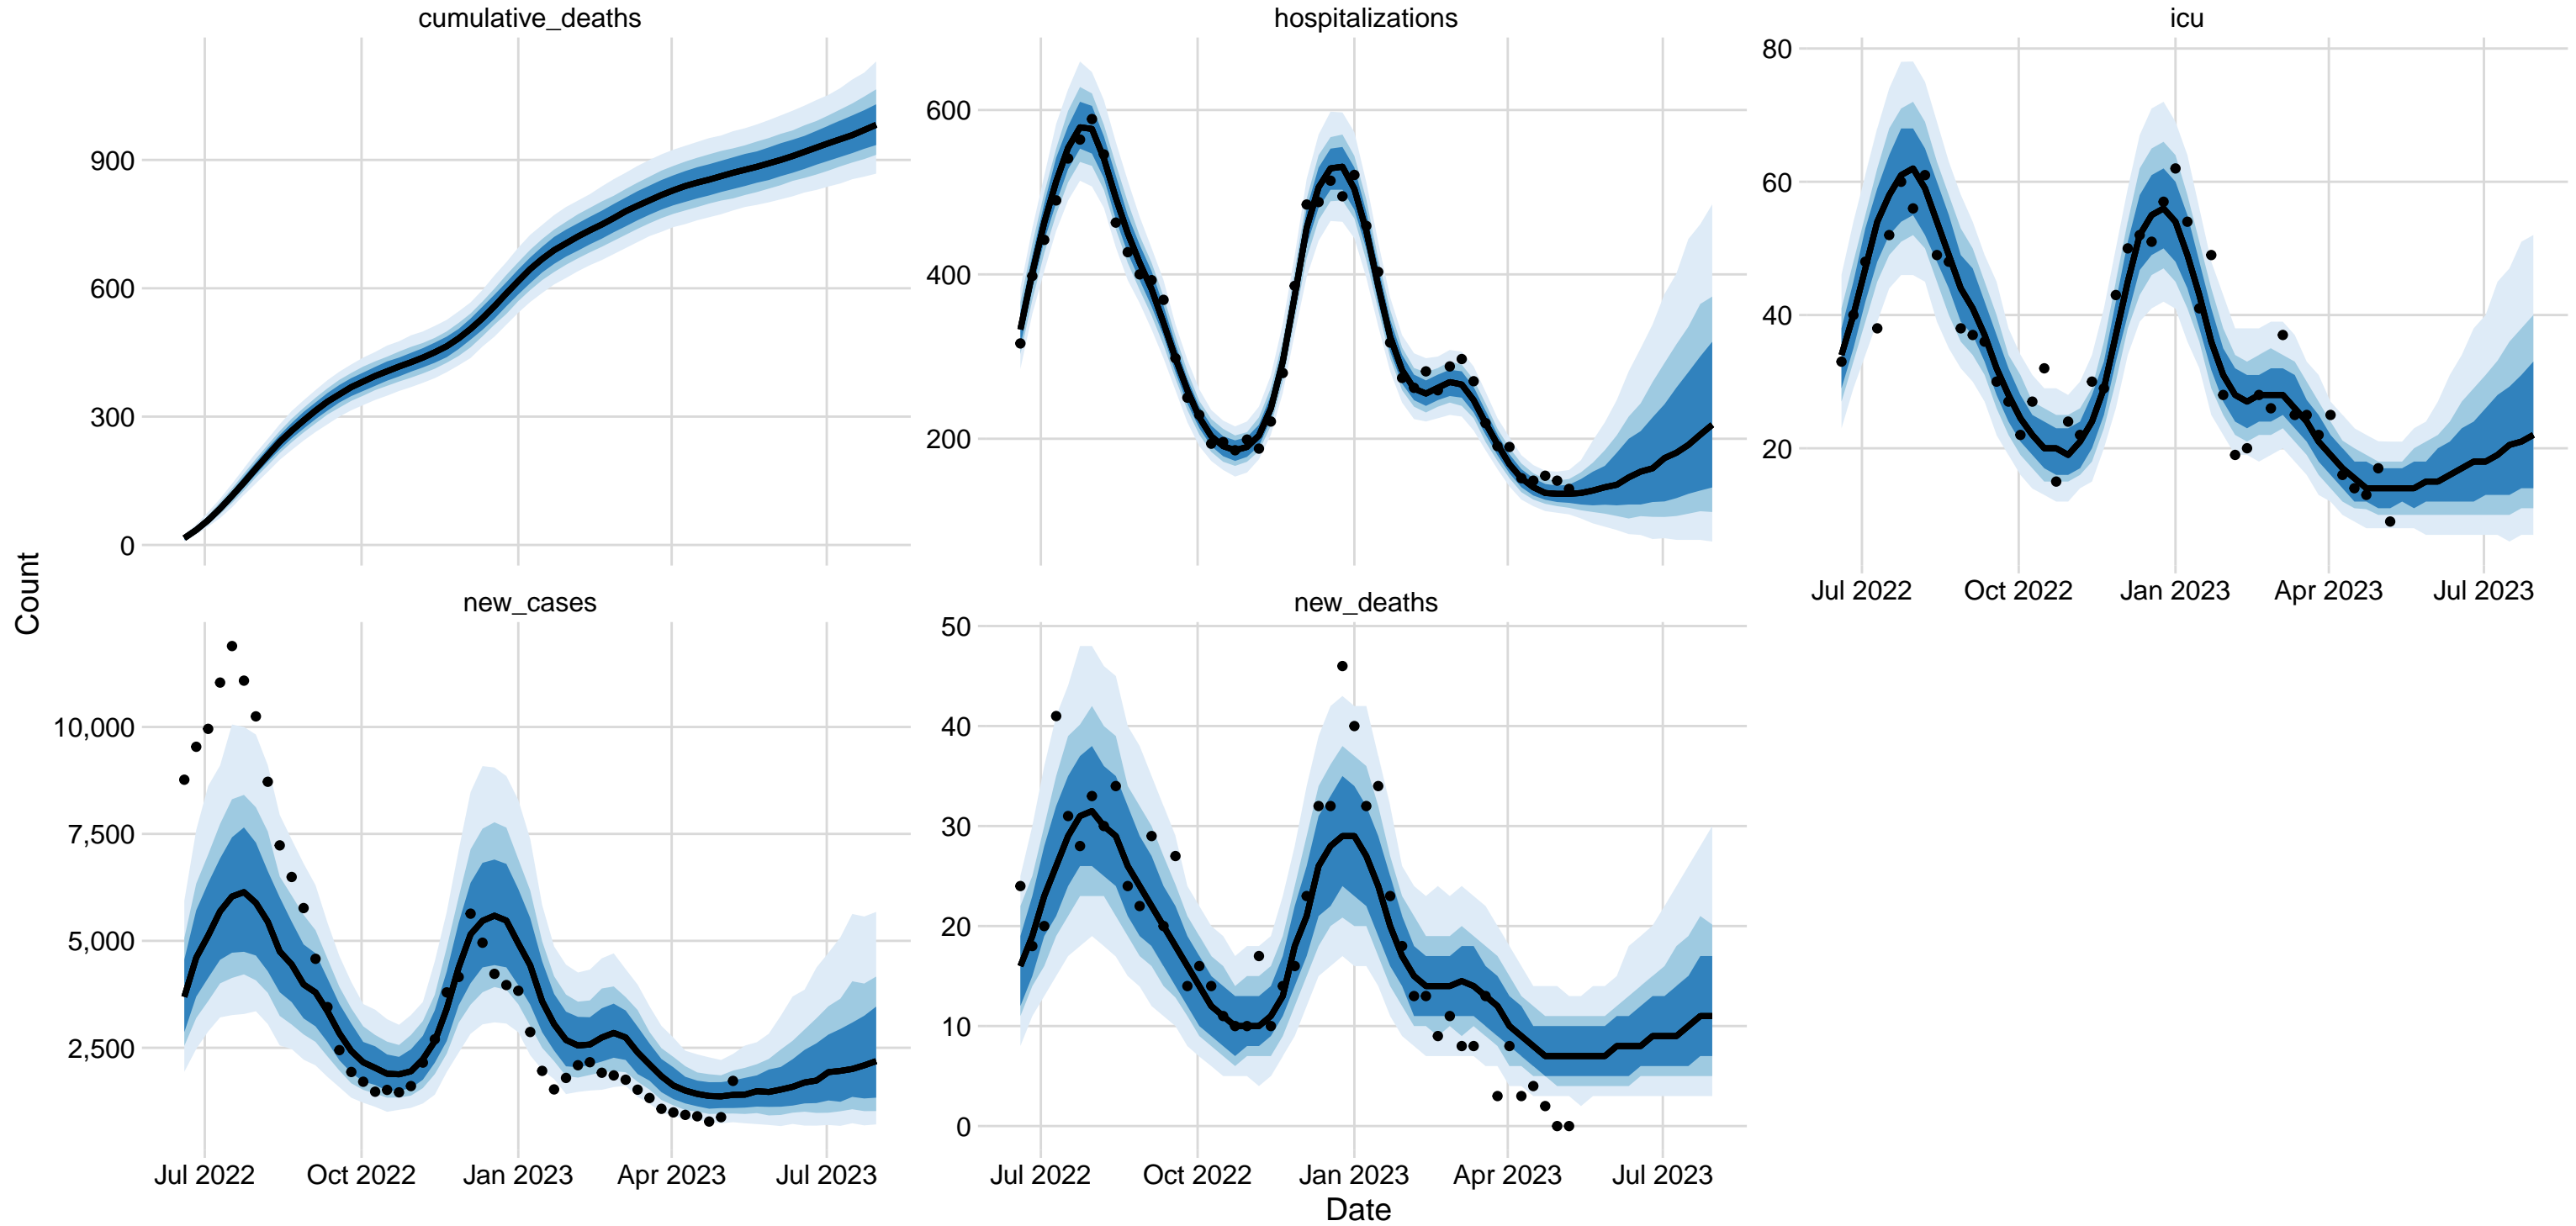 cumulative_deaths
hospitalizations
icu
900
600
300
0
600
400
200
80
60
40
20
Jul 2022
Oct 2022
Jan 2023
Apr 2023
Jul 2023
Count
new_cases
new_deaths
10,000
7,500
5,000
2,500
50
40
30
20
10
0
Jul 2022
Oct 2022
Jan 2023
Apr 2023
Jul 2023
Jul 2022
Oct 2022
Jan 2023
Apr 2023
Jul 2023
Date